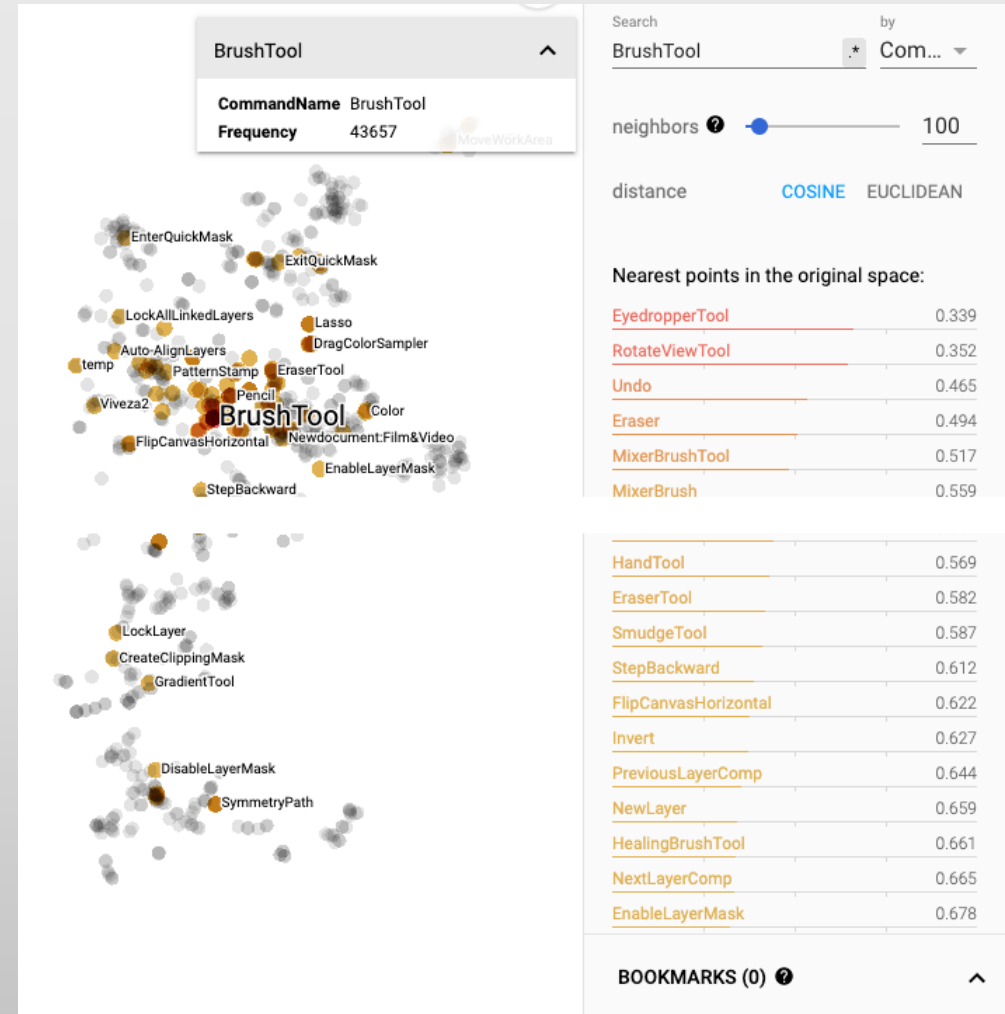 BrushTool
CommandName BrushTool
Frequency 43657
MoveWorkArea
EnterQuickMask
ExitQuickMask
LockAllLinkedLayers
Lasso
DragColorSampler
Auto-AlignLayers
temp
PatternStamp
EraserTool
Pencil
Viveza2
BrushTool
Color
FlipCanvasHorizontal
Newdocument:Film&Video
EnableLayerMask
StepBackward
LockLayer
CreateClippingMask
GradientTool
DisableLayerMask
SymmetryPath
Search by
BrushTool .* Com...
neighbors ? 100
distance COSINE EUCLIDEAN
Nearest points in the original space:
EyedropperTool 0.339
RotateViewTool 0.352
Undo 0.465
Eraser 0.494
MixerBrushTool 0.517
MixerBrush 0.559
HandTool 0.569
EraserTool 0.582
SmudgeTool 0.587
StepBackward 0.612
FlipCanvasHorizontal 0.622
Invert 0.627
PreviousLayerComp 0.644
NewLayer 0.659
HealingBrushTool 0.661
NextLayerComp 0.665
EnableLayerMask 0.678
BOOKMARKS (0) ?